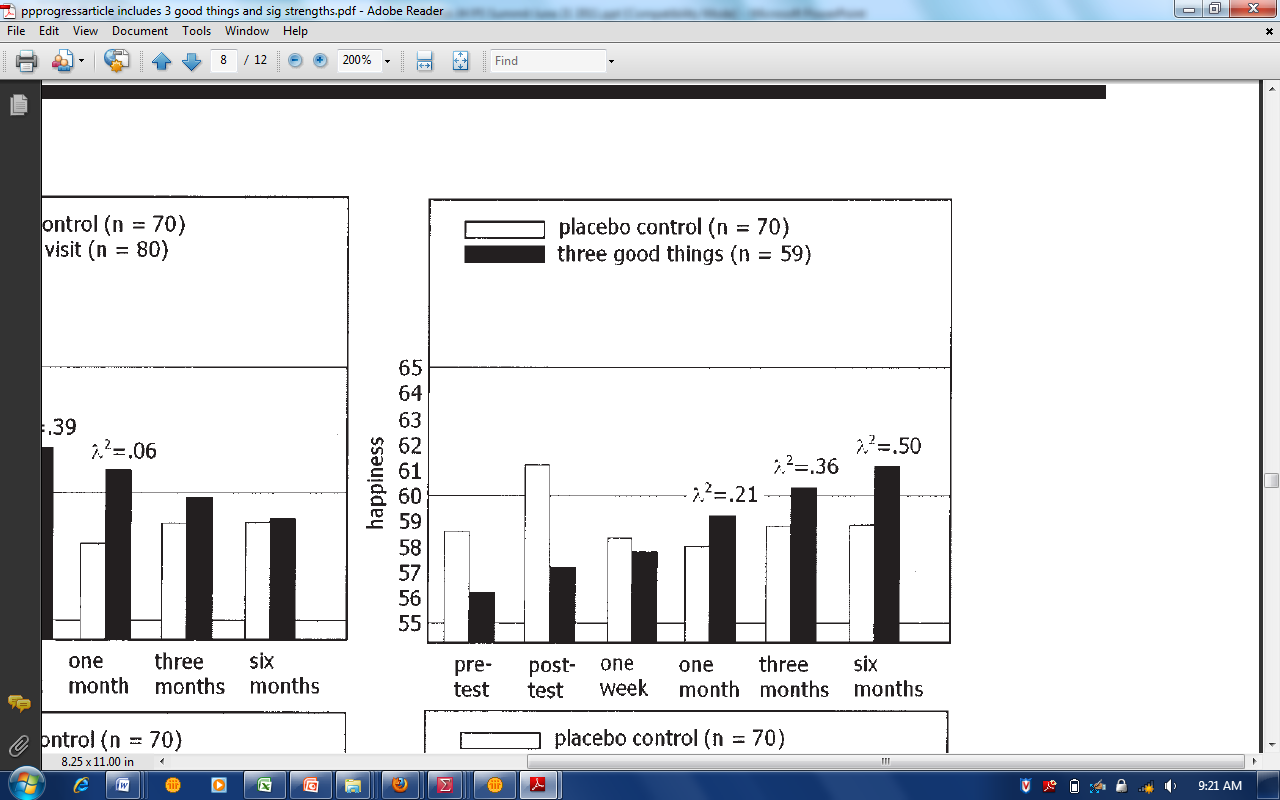 ppprogressarticle includes 3 good things and sig strengths.pdf - Adobe Reader
File Edit View Document Tools Window Help
8 / 12 200% Find
ontrol (n = 70)
visit (n = 80)
=.39
λ²=.06
one month
three months
six months
placebo control (n = 70)
three good things (n = 59)
happiness
65
64
63
62
61
60
59
58
57
56
55
λ²=.21
λ²=.36
λ²=.50
pre-test
post-test
one week
one month
three months
six months
ontrol (n = 70)
placebo control (n = 70)
8.25 x 11.00 in
9:21 AM